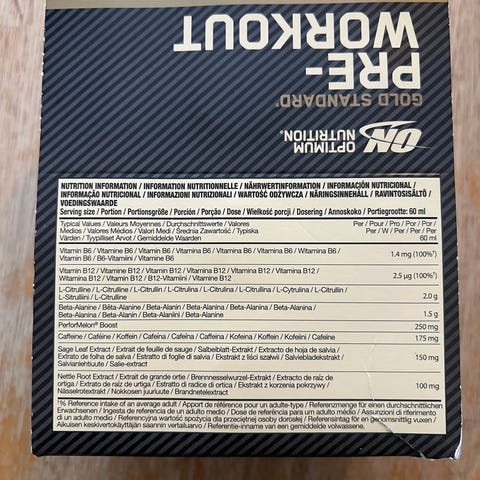 PRE-
WORKOUT
GOLD STANDARD®
OPTIMUM
NUTRITION®
ON
NUTRITION INFORMATION / INFORMATION NUTRITIONNELLE / NÄHRWERTINFORMATION / INFORMACIÓN NUTRICIONAL /
INFORMAÇÃO NUTRICIONAL / INFORMAZIONI NUTRIZIONALI / WARTOŚĆ ODŻYWCZA / NÄRINGSINNEHÅLL / RAVINTOSISÄLTÖ /
VOEDINGSWAARDE
Serving size / Portion / Portionsgröße / Porción / Porção / Dose / Wielkość porcji / Dosering / Annoskoko / Portiegrootte: 60 ml
Typical Values / Valeurs Moyennes / Durchschnittswerte / Valores
Medios / Valores Médios / Valori Medi / Średnia Zawartość / Typiska
Värden / Tyypilliset Arvot / Gemiddelde Waarden
Per / Pour / Pro / Por /
Per / W / Per / Per / Per
60 ml
Vitamin B6 / Vitamine B6 / Vitamin B6 / Vitamina B6 / Vitamina B6 / Vitamina B6 / Witamina B6 /
Vitamin B6 / B6-Vitamiini / Vitamine B6
1.4 mg (100%¹)
Vitamin B12 / Vitamine B12 / Vitamin B12 / Vitamina B12 / Vitamina B12 /
Vitamina B12 / Witamina B12 / Vitamin B12 / B12-Vitamiini / Vitamine B12
2.5 µg (100%¹)
L-Citrulline / L-Citrulline / L-Citrullin / L-Citrulina / L-Citrulina / L-Citrulina / L-Cytrulina / L-Citrullin /
L-Sitrulliini / L-Citrulline
2.0 g
Beta-Alanine / Bêta-Alanine / Beta-Alanin / Beta-Alanina / Beta-Alanina / Beta-Alanina /
Beta-Alanina / Beta-Alanin / Beta-Alaniini / Beta-Alanine
1.5 g
PerforMelon® Boost
250 mg
Caffeine / Caféine / Koffein / Cafeína / Cafeína / Caffeina / Kofeina / Koffein / Kofeiini / Cafeïne
175 mg
Sage Leaf Extract / Extrait de feuille de sauge / Salbeiblatt-Extrakt / Extracto de hoja de salvia /
Extrato de folha de salva / Estratto di foglie di salvia / Ekstrakt z liści szałwii / Salviebladekstrakt /
Salvianlehtiuute / Salie-extract
150 mg
Nettle Root Extract / Extrait de grande ortie / Brennnesselwurzel-Extrakt / Extracto de raíz de
ortiga / Extrato de raiz de urtiga / Estratto di radice di ortica / Ekstrakt z korzenia pokrzywy /
Nässelrotextrakt / Nokkosen juuriuute / Brandnetelextract
100 mg
¹% Reference intake of an average adult / Apport de référence pour un adulte-type / Referenzmenge für einen durchschnittlichen
Erwachsenen / Ingesta de referencia de un adulto medio / Dose de referência para um adulto médio / Assunzioni di riferimento
di un adulto medio / Referencyjna wartość spożycia dla przeciętnej osoby dorosłej / Referensintag för en genomsnittlig vuxen /
Aikuisen keskivertokäyttäjän saannin vertailuarvo / Referentie-inname van een gemiddelde volwassene.